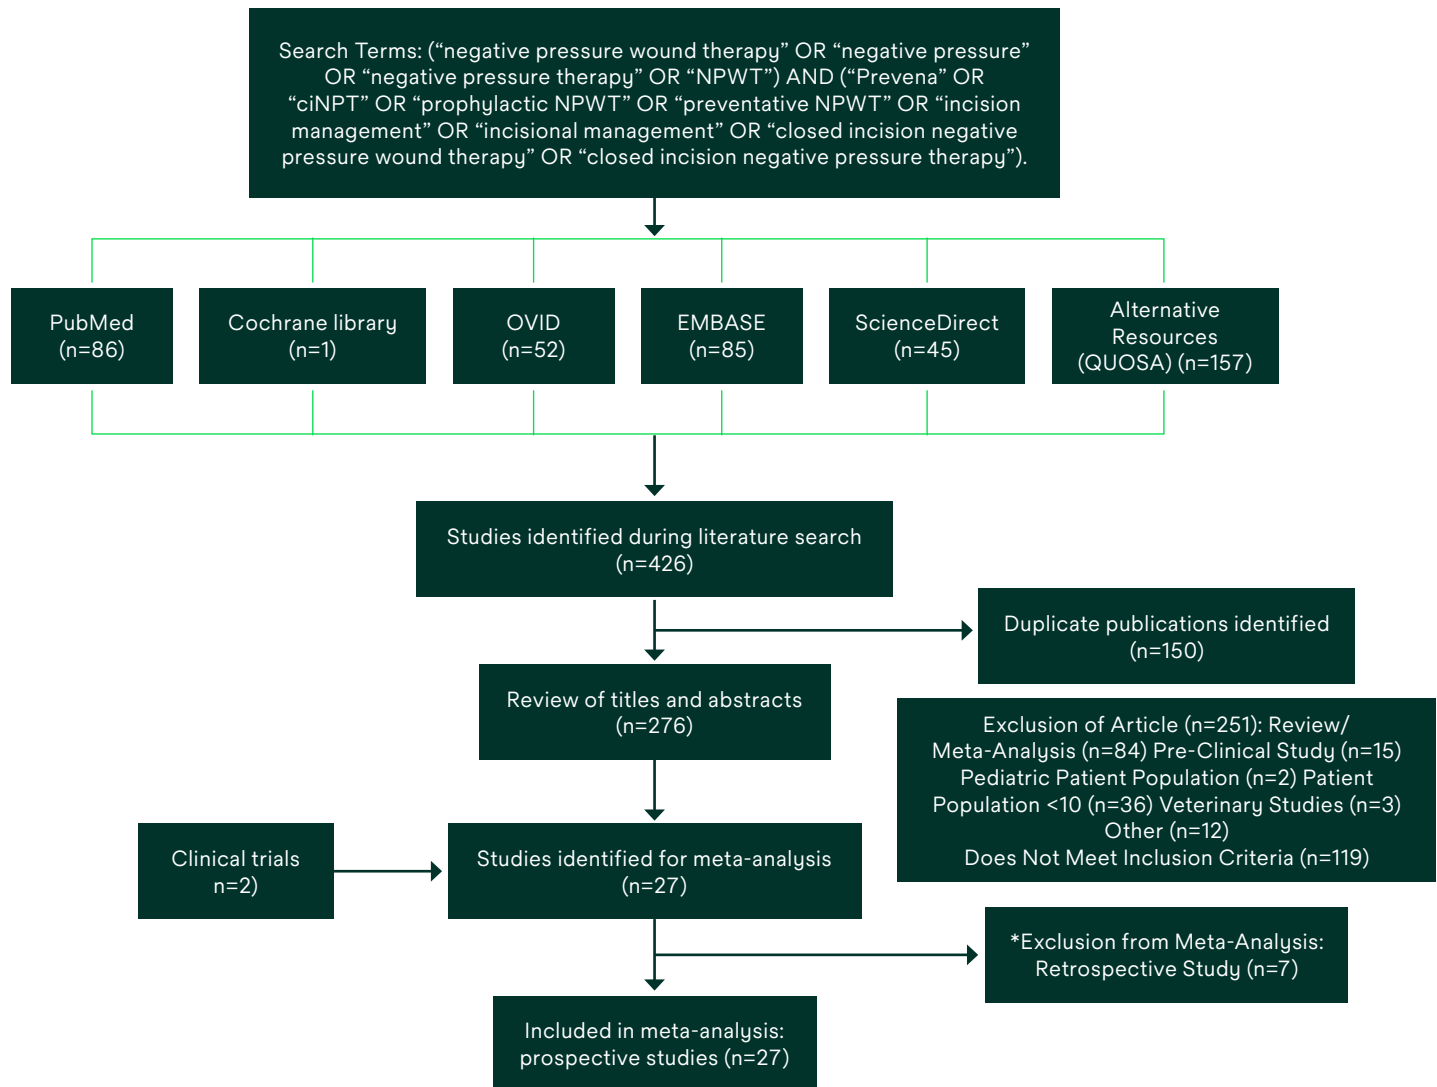 Search Terms: (“negative pressure wound therapy” OR “negative pressure”
OR “negative pressure therapy” OR “NPWT”) AND (“Prevena” OR
“ciNPT” OR “prophylactic NPWT” OR “preventative NPWT” OR “incision
management” OR “incisional management” OR “closed incision negative
pressure wound therapy” OR “closed incision negative pressure therapy”).
PubMed
(n=86)
Cochrane library
(n=1)
OVID
(n=52)
EMBASE
(n=85)
ScienceDirect
(n=45)
Alternative
Resources
(QUOSA) (n=157)
Studies identified during literature search
(n=426)
Duplicate publications identified
(n=150)
Review of titles and abstracts
(n=276)
Exclusion of Article (n=251): Review/
Meta-Analysis (n=84) Pre-Clinical Study (n=15)
Pediatric Patient Population (n=2) Patient
Population <10 (n=36) Veterinary Studies (n=3)
Other (n=12)
Does Not Meet Inclusion Criteria (n=119)
Clinical trials
n=2)
Studies identified for meta-analysis
(n=27)
*Exclusion from Meta-Analysis:
Retrospective Study (n=7)
Included in meta-analysis:
prospective studies (n=27)